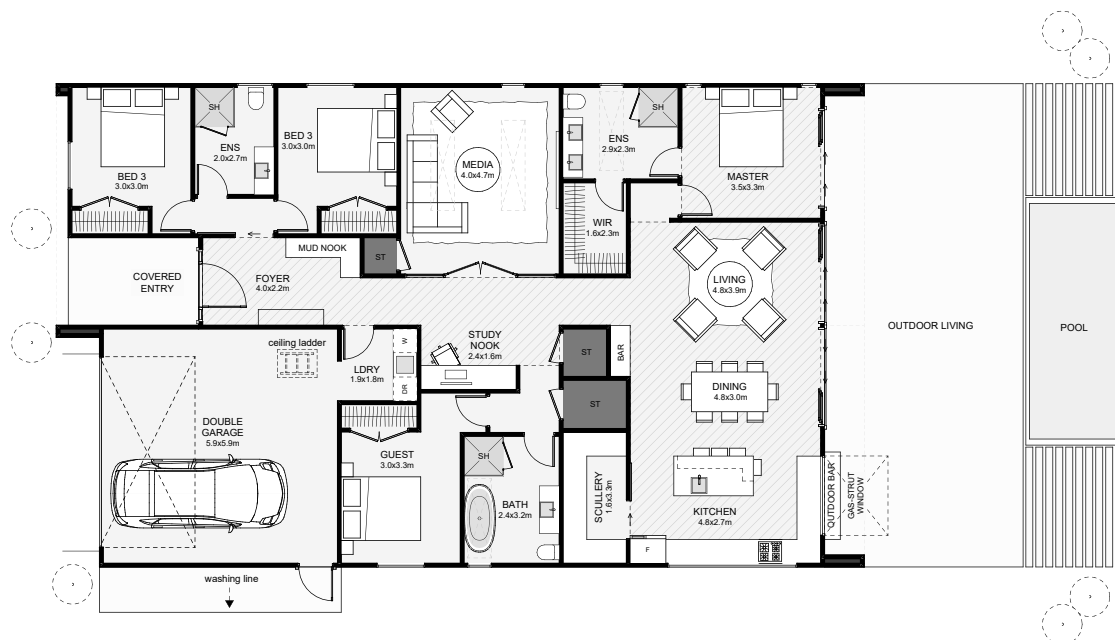 BED 3
3.0x3.0m
SH
ENS
2.0x2.7m
BED 3
3.0x3.0m
MEDIA
4.0x4.7m
ENS
2.9x2.3m
SH
MASTER
3.5x3.3m
WIR
1.6x2.3m
COVERED
ENTRY
FOYER
4.0x2.2m
MUD NOOK
ST
LIVING
4.8x3.9m
OUTDOOR LIVING
POOL
ceiling ladder
LDRY
1.9x1.8m
W
DR
STUDY
NOOK
2.4x1.6m
ST
BAR
ST
DINING
4.8x3.0m
DOUBLE
GARAGE
5.9x5.9m
GUEST
3.0x3.3m
SH
BATH
2.4x3.2m
SCULLERY
1.6x3.3m
KITCHEN
4.8x2.7m
F
OUTDOOR BAR
GAS-STRUT
WINDOW
washing line